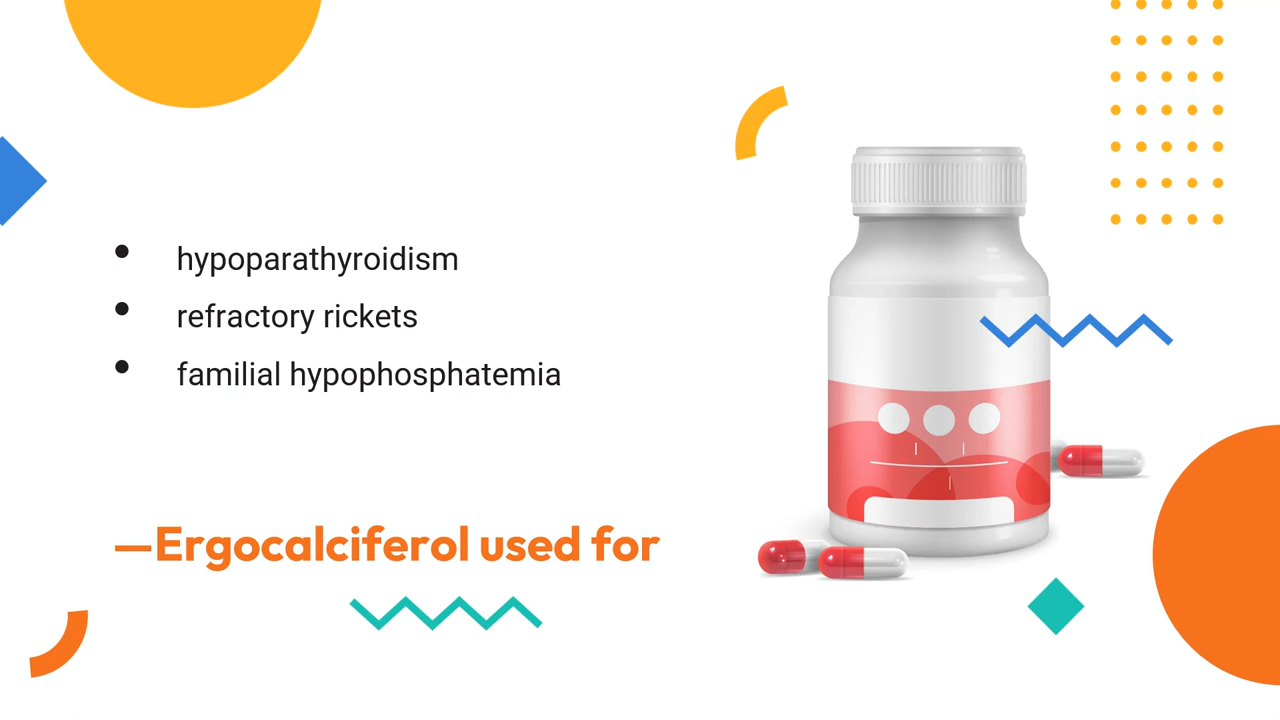 • hypoparathyroidism
• refractory rickets
• familial hypophosphatemia
—Ergocalciferol used for